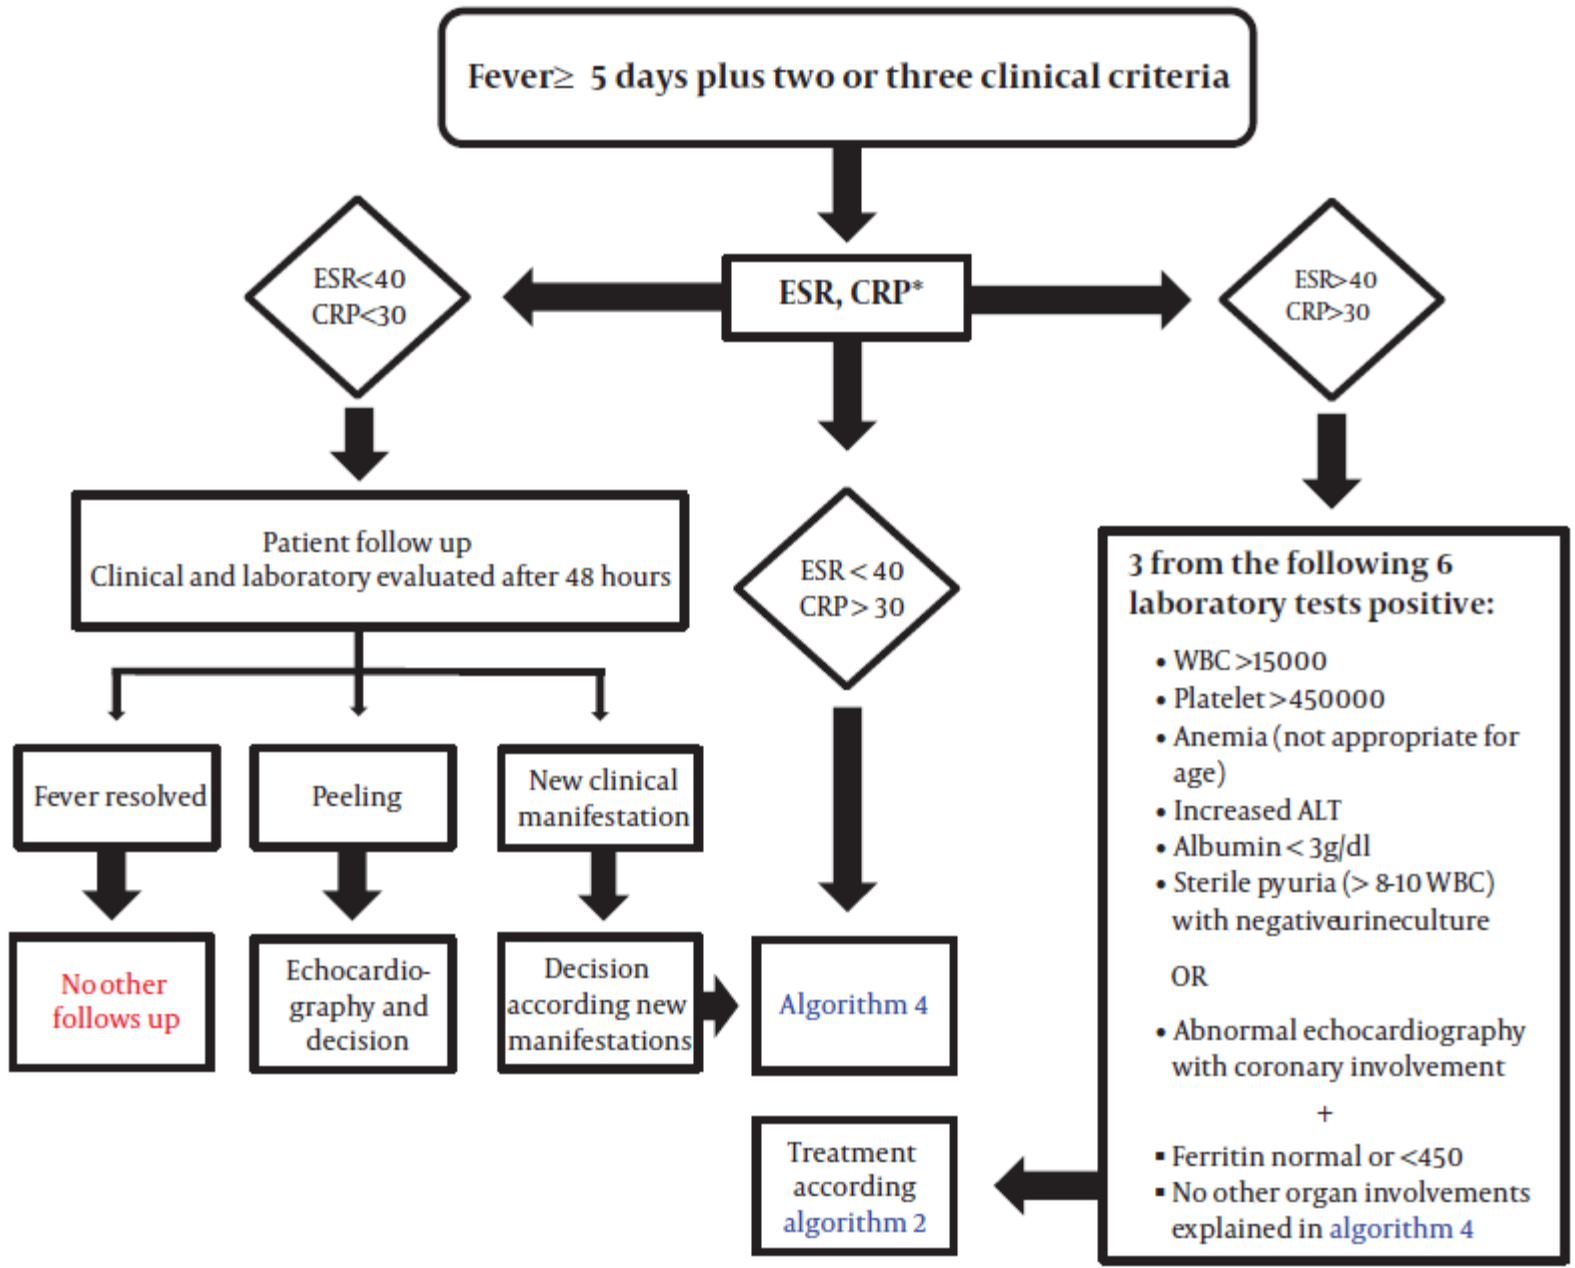 Fever≥ 5 days plus two or three clinical criteria
ESR<40
CRP<30
ESR, CRP*
ESR>40
CRP>30
Patient follow up
Clinical and laboratory evaluated after 48 hours
ESR < 40
CRP > 30
3 from the following 6
laboratory tests positive:
• WBC >15000
• Platelet >450000
• Anemia (not appropriate for
age)
• Increased ALT
• Albumin < 3g/dl
• Sterile pyuria (> 8-10 WBC)
with negativeurineculture
OR
• Abnormal echocardiography
with coronary involvement
+
▪ Ferritin normal or <450
▪ No other organ involvements
explained in algorithm 4
Fever resolved
Peeling
New clinical
manifestation
No other
follows up
Echocardio-
graphy and
decision
Decision
according new
manifestations
Algorithm 4
Treatment
according
algorithm 2